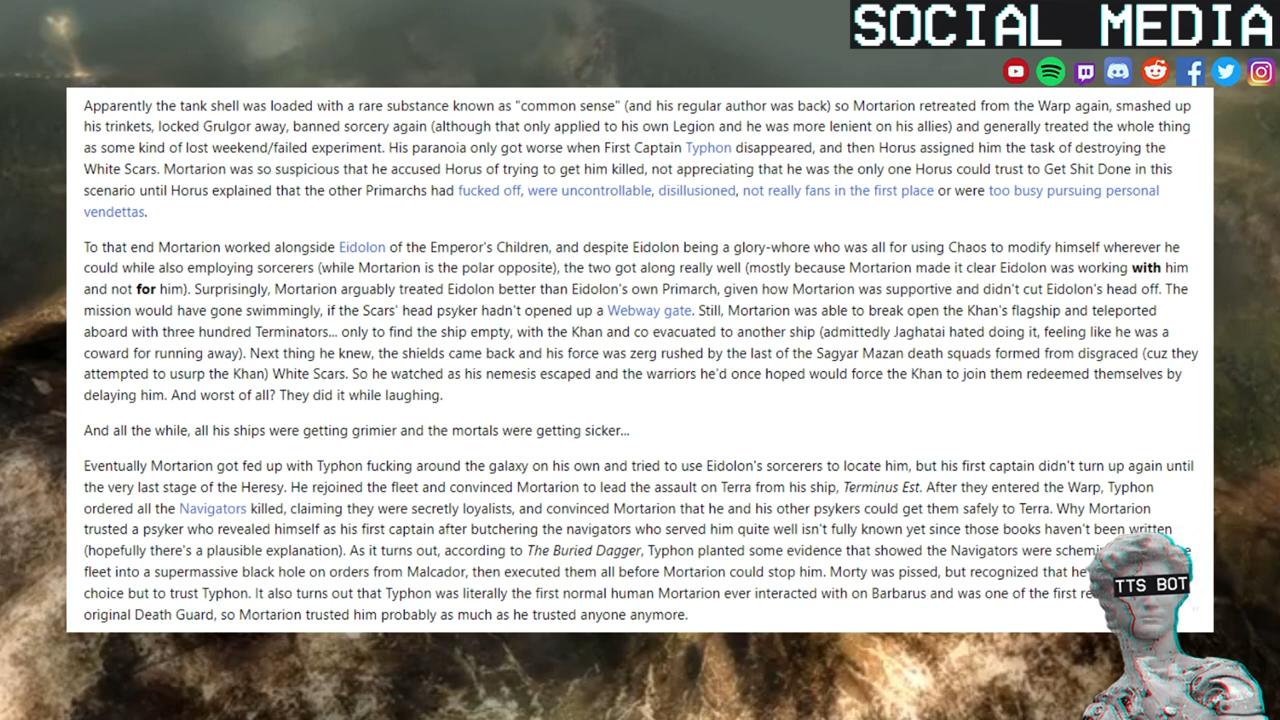 SOCIAL MEDIA
Apparently the tank shell was loaded with a rare substance known as "common sense" (and his regular author was back) so Mortarion retreated from the Warp again, smashed up
his trinkets, locked Grulgor away, banned sorcery again (although that only applied to his own Legion and he was more lenient on his allies) and generally treated the whole thing
as some kind of lost weekend/failed experiment. His paranoia only got worse when First Captain Typhon disappeared, and then Horus assigned him the task of destroying the
White Scars. Mortarion was so suspicious that he accused Horus of trying to get him killed, not appreciating that he was the only one Horus could trust to Get Shit Done in this
scenario until Horus explained that the other Primarchs had fucked off, were uncontrollable, disillusioned, not really fans in the first place or were too busy pursuing personal
vendettas.
To that end Mortarion worked alongside Eidolon of the Emperor's Children, and despite Eidolon being a glory-whore who was all for using Chaos to modify himself wherever he
could while also employing sorcerers (while Mortarion is the polar opposite), the two got along really well (mostly because Mortarion made it clear Eidolon was working with him
and not for him). Surprisingly, Mortarion arguably treated Eidolon better than Eidolon's own Primarch, given how Mortarion was supportive and didn't cut Eidolon's head off. The
mission would have gone swimmingly, if the Scars' head psyker hadn't opened up a Webway gate. Still, Mortarion was able to break open the Khan's flagship and teleported
aboard with three hundred Terminators... only to find the ship empty, with the Khan and co evacuated to another ship (admittedly Jaghatai hated doing it, feeling like he was a
coward for running away). Next thing he knew, the shields came back and his force was zerg rushed by the last of the Sagyar Mazan death squads formed from disgraced (cuz they
attempted to usurp the Khan) White Scars. So he watched as his nemesis escaped and the warriors he'd once hoped would force the Khan to join them redeemed themselves by
delaying him. And worst of all? They did it while laughing.
And all the while, all his ships were getting grimier and the mortals were getting sicker...
Eventually Mortarion got fed up with Typhon fucking around the galaxy on his own and tried to use Eidolon's sorcerers to locate him, but his first captain didn't turn up again until
the very last stage of the Heresy. He rejoined the fleet and convinced Mortarion to lead the assault on Terra from his ship, Terminus Est. After they entered the Warp, Typhon
ordered all the Navigators killed, claiming they were secretly loyalists, and convinced Mortarion that he and his other psykers could get them safely to Terra. Why Mortarion
trusted a psyker who revealed himself as his first captain after butchering the navigators who served him quite well isn't fully known yet since those books haven't been written
(hopefully there's a plausible explanation). As it turns out, according to The Buried Dagger, Typhon planted some evidence that showed the Navigators were
fleet into a supermassive black hole on orders from Malcador, then executed them all before Mortarion could stop him. Morty was pissed, but recognized that he
choice but to trust Typhon. It also turns out that Typhon was literally the first normal human Mortarion ever interacted with on Barbarus and was one of the first
original Death Guard, so Mortarion trusted him probably as much as he trusted anyone anymore.
TTS BOT